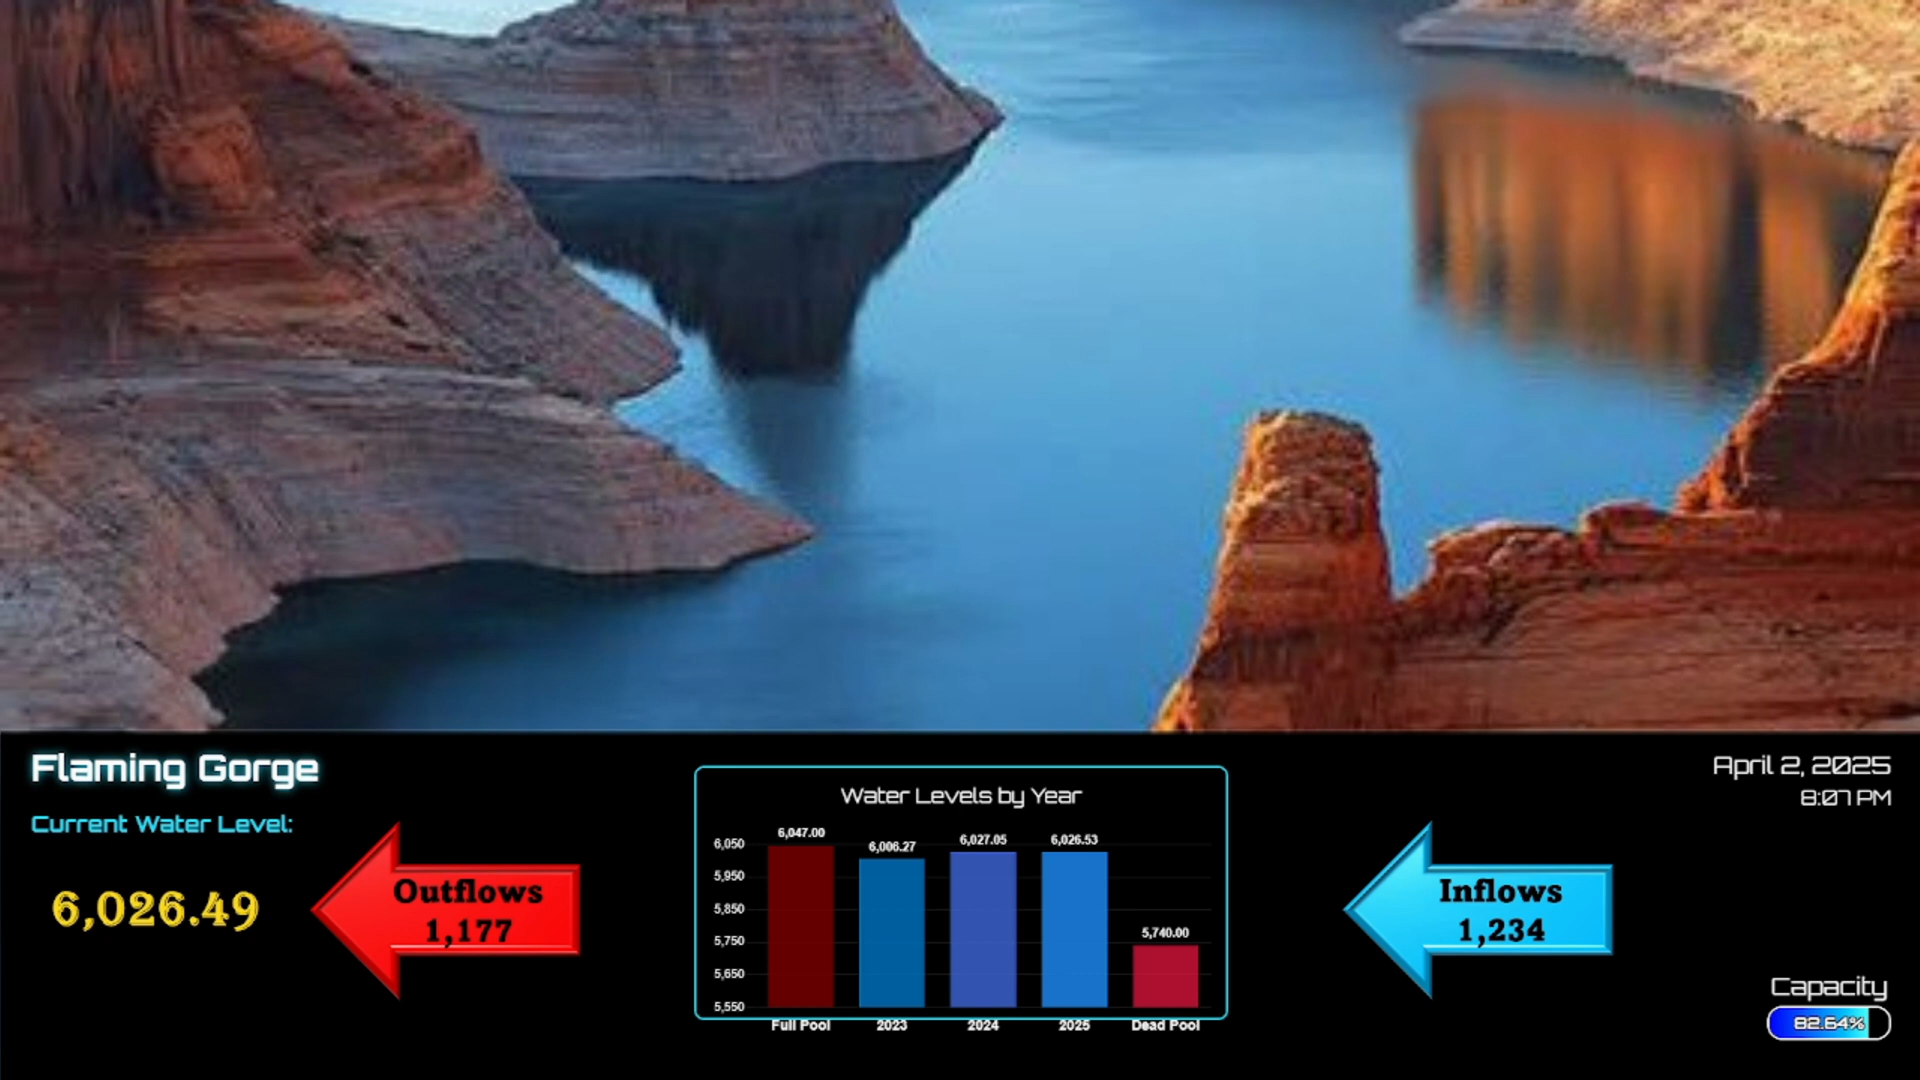 Flaming Gorge
Current Water Level:
6,026.49
Outflows
1,177
Water Levels by Year
6,047.00
6,006.27
6,027.05
6,026.53
5,740.00
6,050
5,950
5,850
5,750
5,650
5,550
Full Pool
2023
2024
2025
Dead Pool
Inflows
1,234
April 2, 2025
8:07 PM
Capacity
82.64%